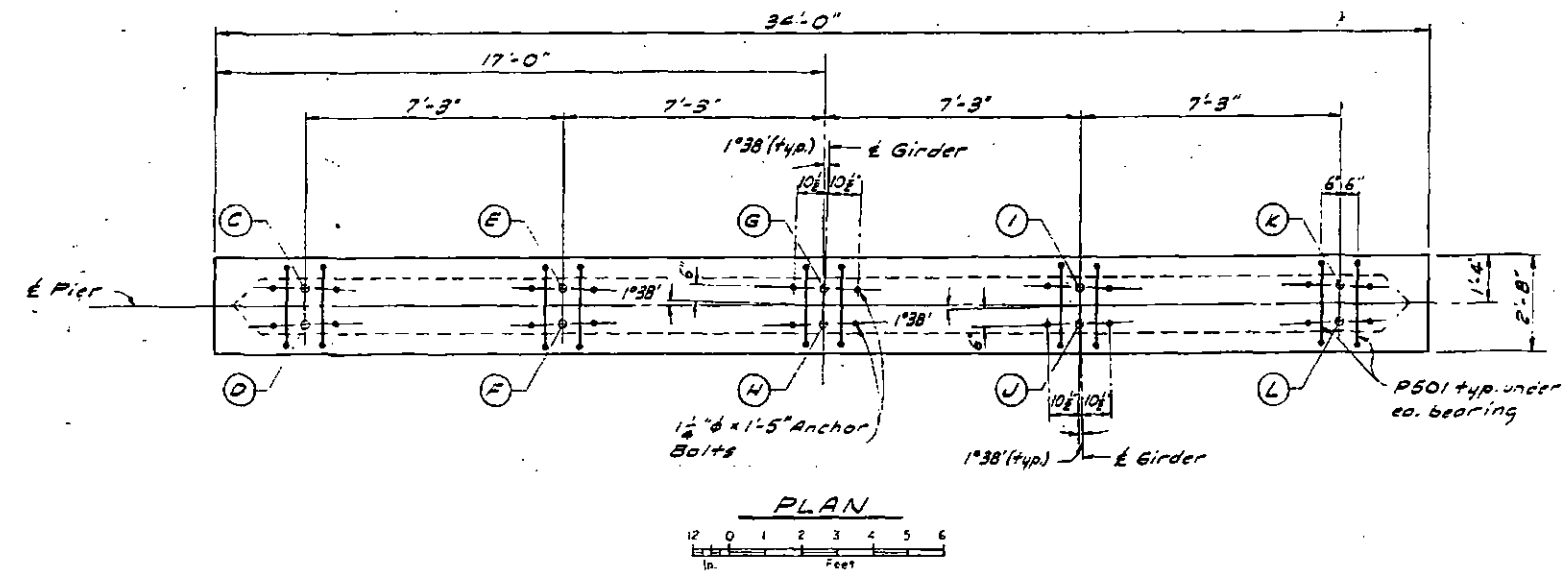 34'-0"
17'-0"
7'-3" 7'-3" 7'-3" 7'-3"
1°38' (typ.) ℄ Girder
10½" 10½" 6" 6"
C E G I K
℄ Pier 6" 1°38' 1°38' 6" 1'-4" 2'-8"
D F H J L
P501 typ. under
ea. bearing
10½" 10½"
1¼"ϕ x 1'-5" Anchor
Bolts
1°38' (typ.) ℄ Girder
PLAN
12 0 1 2 3 4 5 6
In. Feet